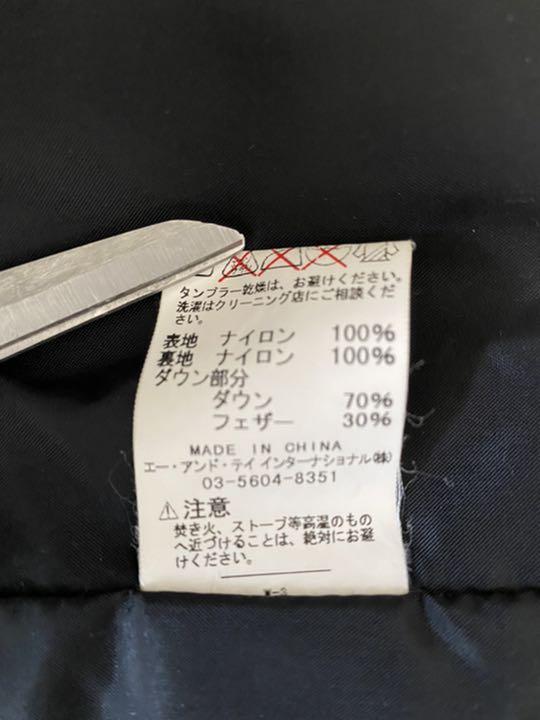 タンブラー乾燥は、お避けください。
洗濯はクリーニング店にご相談くだ
さい。
表地 ナイロン 100%
裏地 ナイロン 100%
ダウン部分
ダウン 70%
フェザー 30%
MADE IN CHINA
エー・アンド・テイ インターナショナル(株)
03-5604-8351
⚠注意
焚き火、ストーブ等高温のもの
へ近づけることは、絶対にお避
けください。